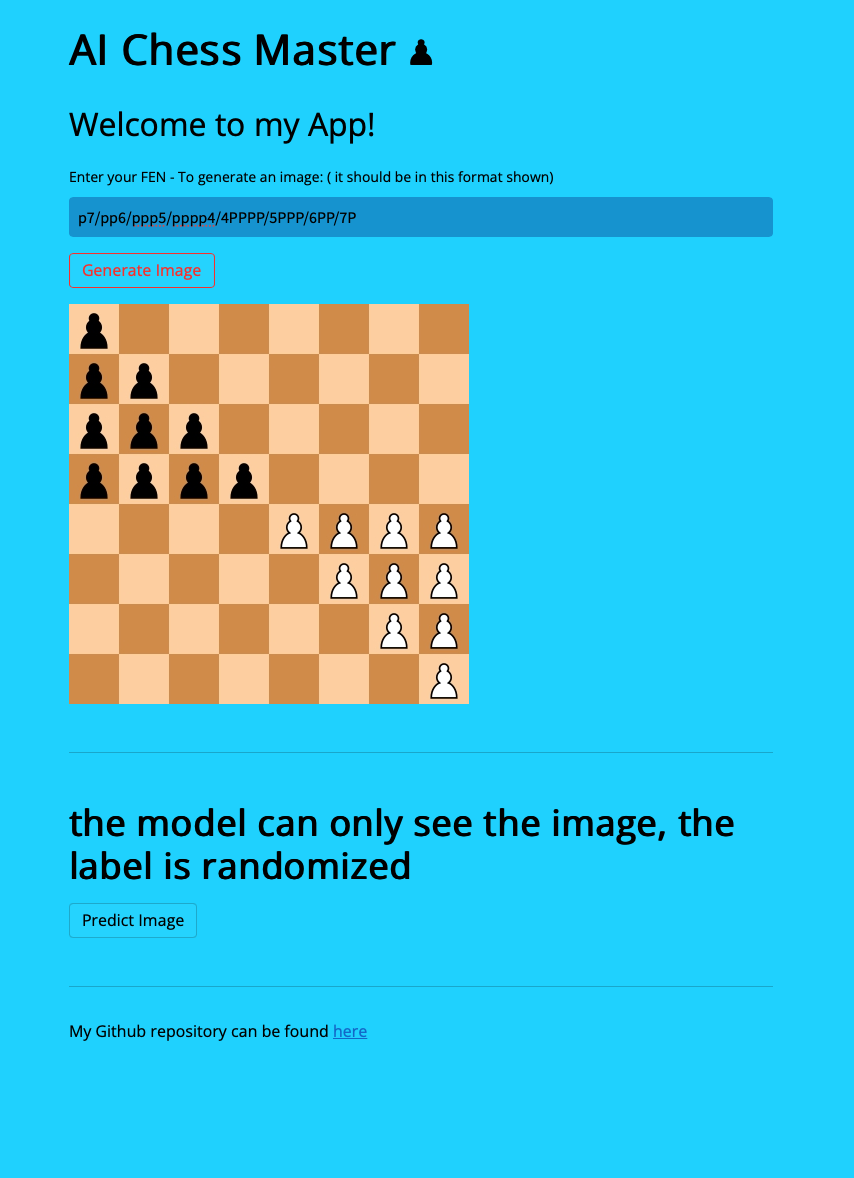 AI Chess Master
Welcome to my App!
Enter your FEN - To generate an image: ( it should be in this format shown)
p7/pp6/ppp5/pppp4/4PPPP/5PPP/6PP/7P
Generate Image
the model can only see the image, the
label is randomized
Predict Image
My Github repository can be found here